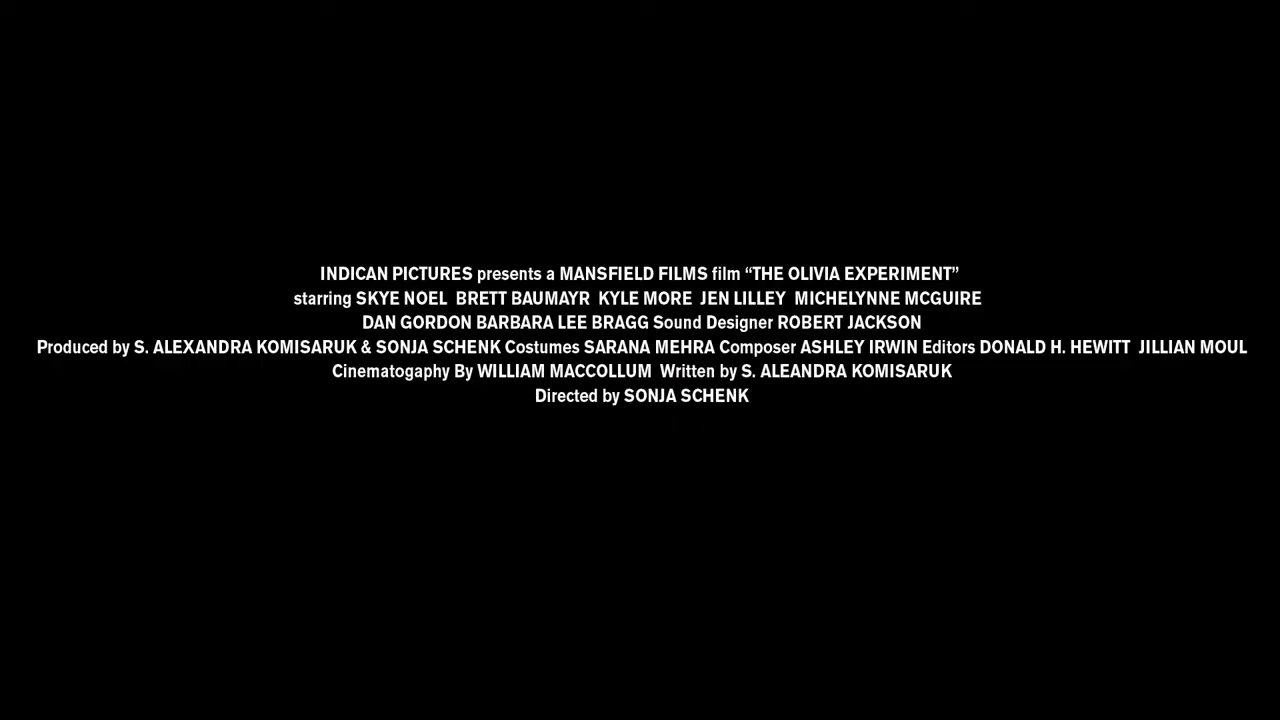 INDICAN PICTURES presents a MANSFIELD FILMS film “THE OLIVIA EXPERIMENT”
starring SKYE NOEL BRETT BAUMAYR KYLE MORE JEN LILLEY MICHELYNNE MCGUIRE
DAN GORDON BARBARA LEE BRAGG Sound Designer ROBERT JACKSON
Produced by S. ALEXANDRA KOMISARUK & SONJA SCHENK Costumes SARANA MEHRA Composer ASHLEY IRWIN Editors DONALD H. HEWITT JILLIAN MOUL
Cinematogaphy By WILLIAM MACCOLLUM Written by S. ALEANDRA KOMISARUK
Directed by SONJA SCHENK